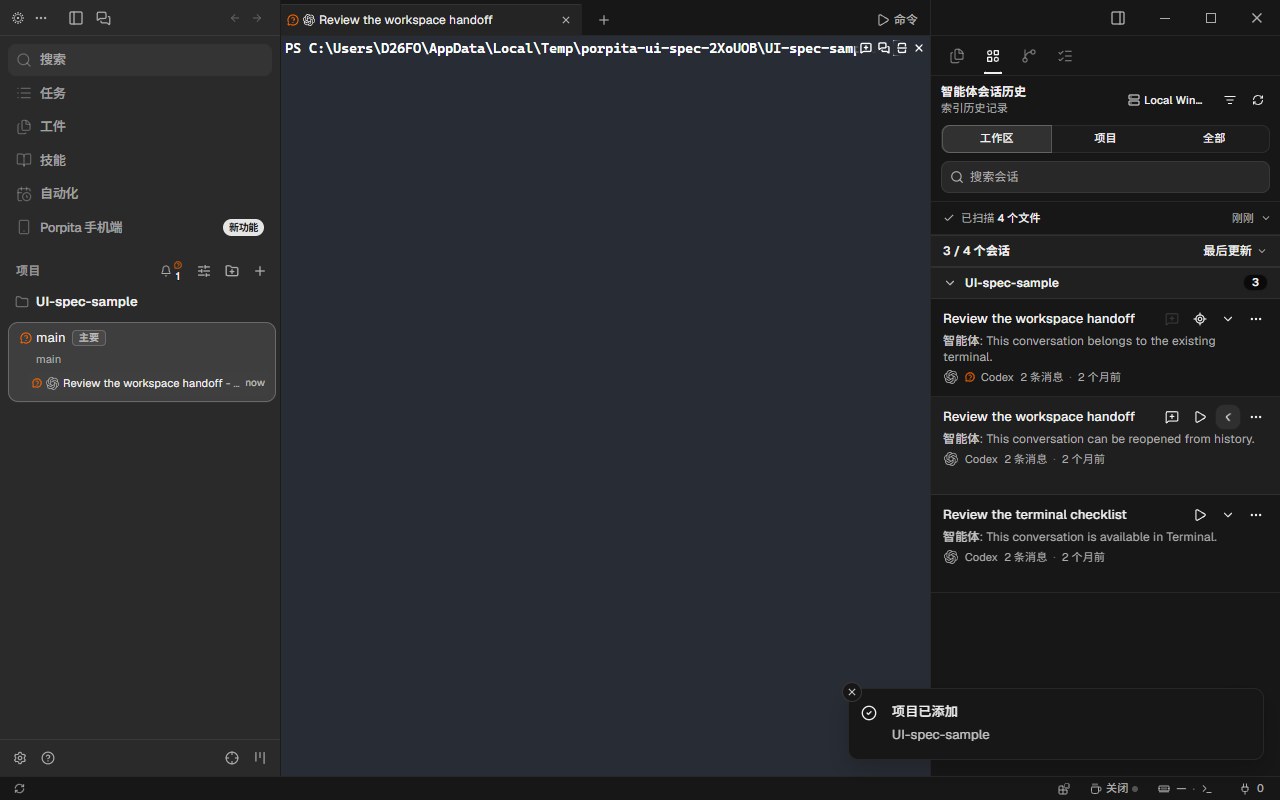 Review the workspace handoff
命令
PS C:\Users\D26FO\AppData\Local\Temp\porpita-ui-spec-2XoUOB\UI-spec-sam
搜索
任务
工件
技能
自动化
Porpita 手机端
新功能
项目
1
UI-spec-sample
main
主要
main
Review the workspace handoff - …
now
智能体会话历史
索引历史记录
Local Win…
工作区
项目
全部
搜索会话
已扫描 4 个文件
刚刚
3 / 4 个会话
最后更新
UI-spec-sample
3
Review the workspace handoff
智能体: This conversation belongs to the existing
terminal.
Codex 2 条消息 · 2 个月前
Review the workspace handoff
智能体: This conversation can be reopened from history.
Codex 2 条消息 · 2 个月前
Review the terminal checklist
智能体: This conversation is available in Terminal.
Codex 2 条消息 · 2 个月前
项目已添加
UI-spec-sample
关闭
— ·
0